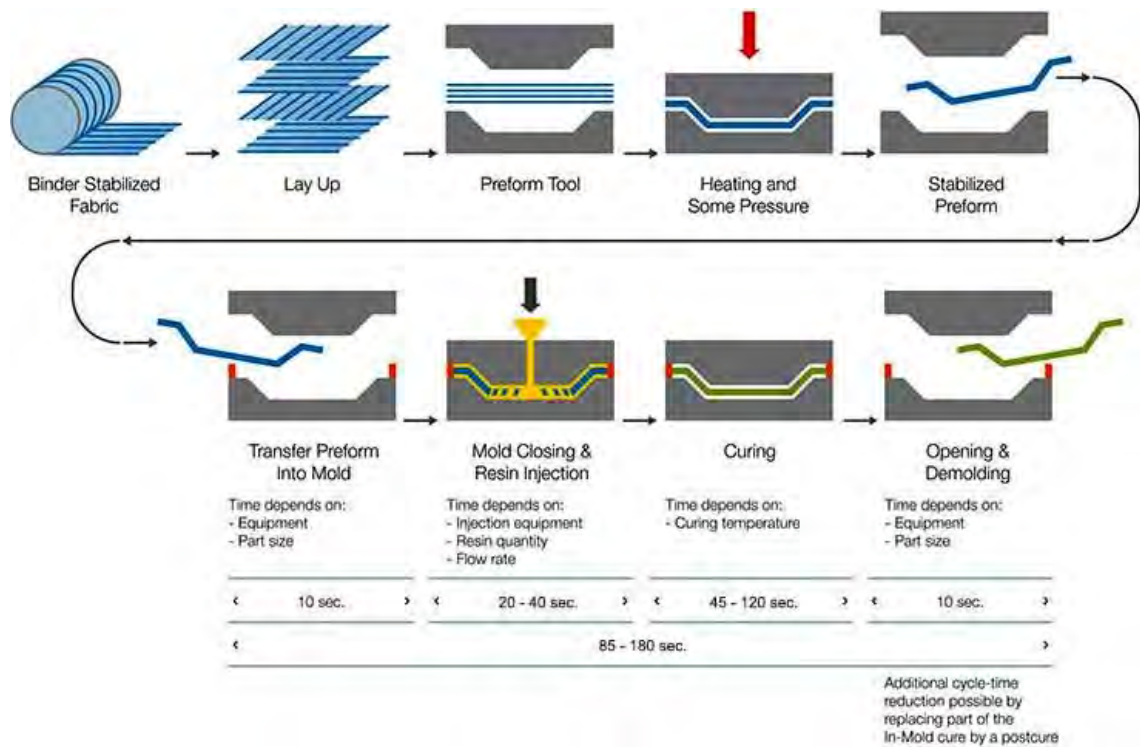 Binder Stabilized
Fabric
Lay Up
Preform Tool
Heating and
Some Pressure
Stabilized
Preform
Transfer Preform
Into Mold
Mold Closing &
Resin Injection
Curing
Opening &
Demolding
Time depends on:
- Equipment
- Part size
Time depends on:
- Injection equipment
- Resin quantity
- Flow rate
Time depends on:
- Curing temperature
Time depends on:
- Equipment
- Part size
‹ 10 sec. ›
‹ 20 - 40 sec. ›
‹ 45 - 120 sec. ›
‹ 10 sec. ›
‹ 85 - 180 sec. ›
Additional cycle-time
reduction possible by
replacing part of the
In-Mold cure by a postcure